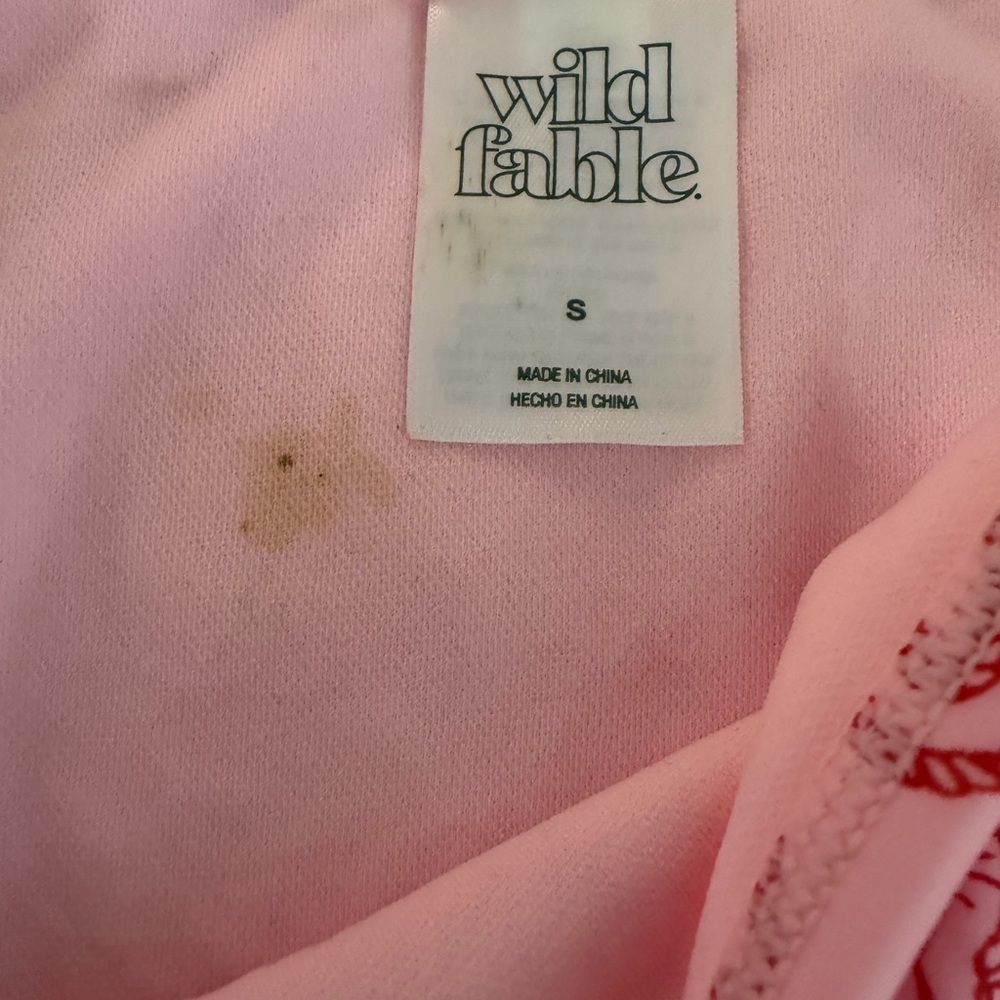 wild
fable.
S
MADE IN CHINA
HECHO EN CHINA